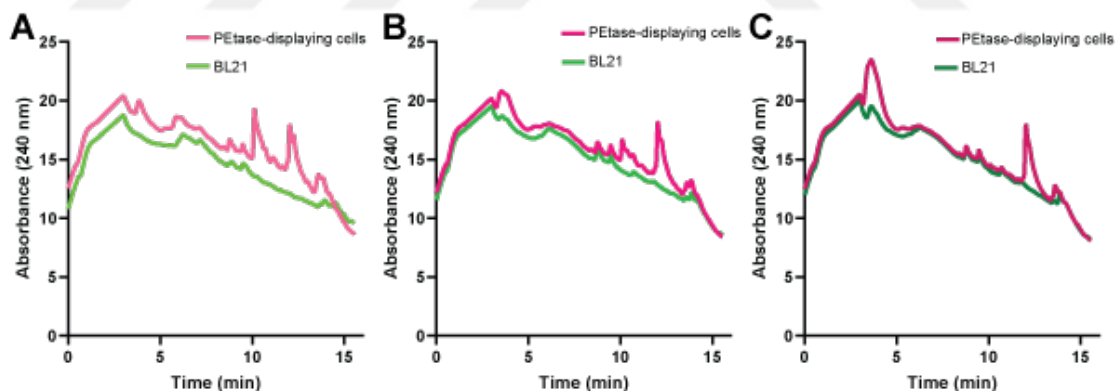 A
PEtase-displaying cells
BL21
25
20
15
10
5
0
Absorbance (240 nm)
0 5 10 15
Time (min)
B
PEtase-displaying cells
BL21
25
20
15
10
5
0
Absorbance (240 nm)
0 5 10 15
Time (min)
C
PEtase-displaying cells
BL21
25
20
15
10
5
0
Absorbance (240 nm)
0 5 10 15
Time (min)